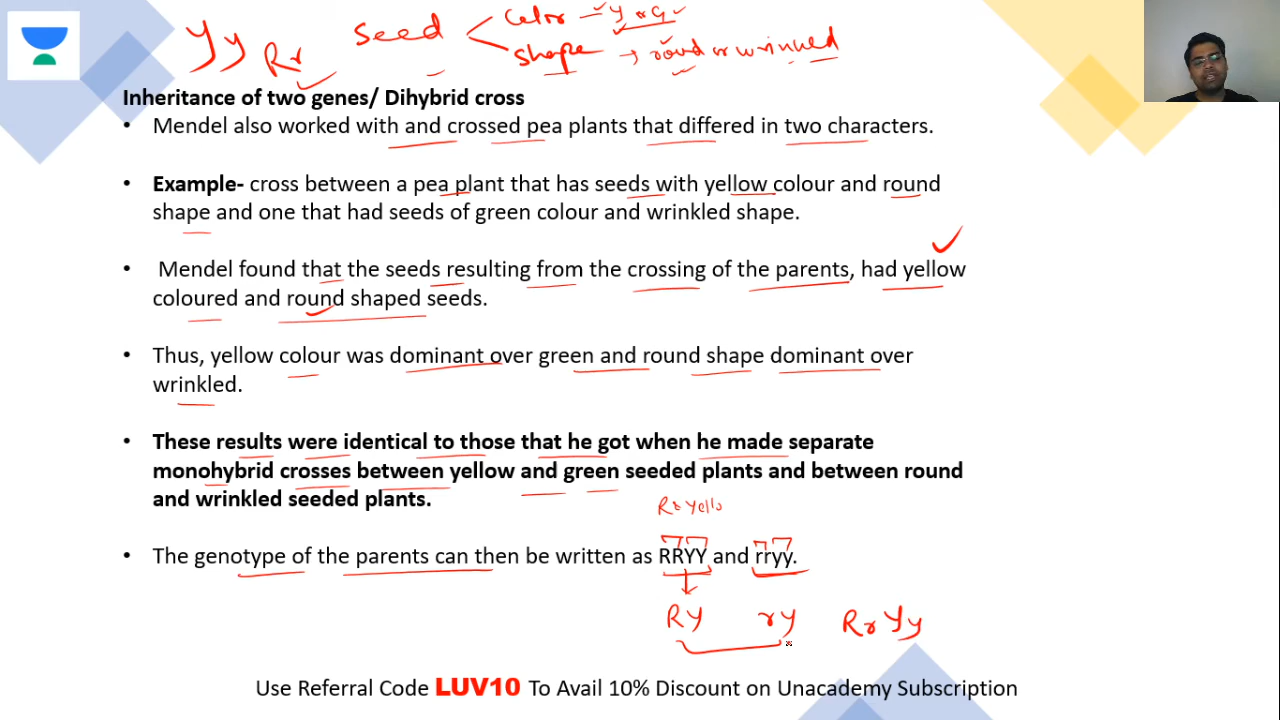 Yy Rr seed color - Y or G
shape → round or wrinkled
Inheritance of two genes/ Dihybrid cross
• Mendel also worked with and crossed pea plants that differed in two characters.
• Example- cross between a pea plant that has seeds with yellow colour and round
shape and one that had seeds of green colour and wrinkled shape.
• Mendel found that the seeds resulting from the crossing of the parents, had yellow
coloured and round shaped seeds.
• Thus, yellow colour was dominant over green and round shape dominant over
wrinkled.
• These results were identical to those that he got when he made separate
monohybrid crosses between yellow and green seeded plants and between round
and wrinkled seeded plants.
• The genotype of the parents can then be written as RRYY and rryy.
RY ry RrYy
Use Referral Code LUV10 To Avail 10% Discount on Unacademy Subscription